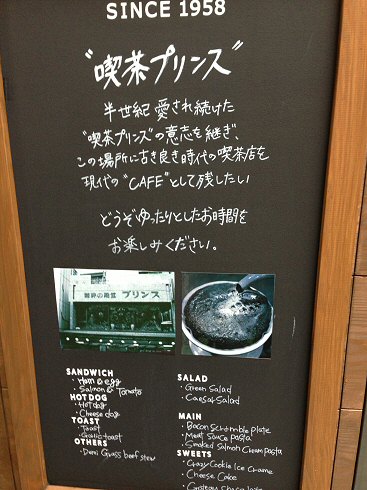 SINCE 1958
"喫茶プリンス"
半世紀愛され続けた
"喫茶プリンス"の意志を継ぎ、
この場所に古き良き時代の喫茶店を
現代の"CAFE"として残したい
どうぞゆったりとしたお時間を
お楽しみください。
プリンス
SANDWICH
・Ham & egg
・Salmon & Tomato
HOT DOG
・Hot dog
・Cheese dog
TOAST
・Toast
・Garlic toast
OTHERS
・Demi Grass beef stew
SALAD
・Green Salad
・Caesar Salad
MAIN
・Bacon Scramble plate
・Meat Sauce pasta
・Smoked Salmon Cream Pasta
SWEETS
・Crazy Cookie Ice Crame
・Cheese Cake